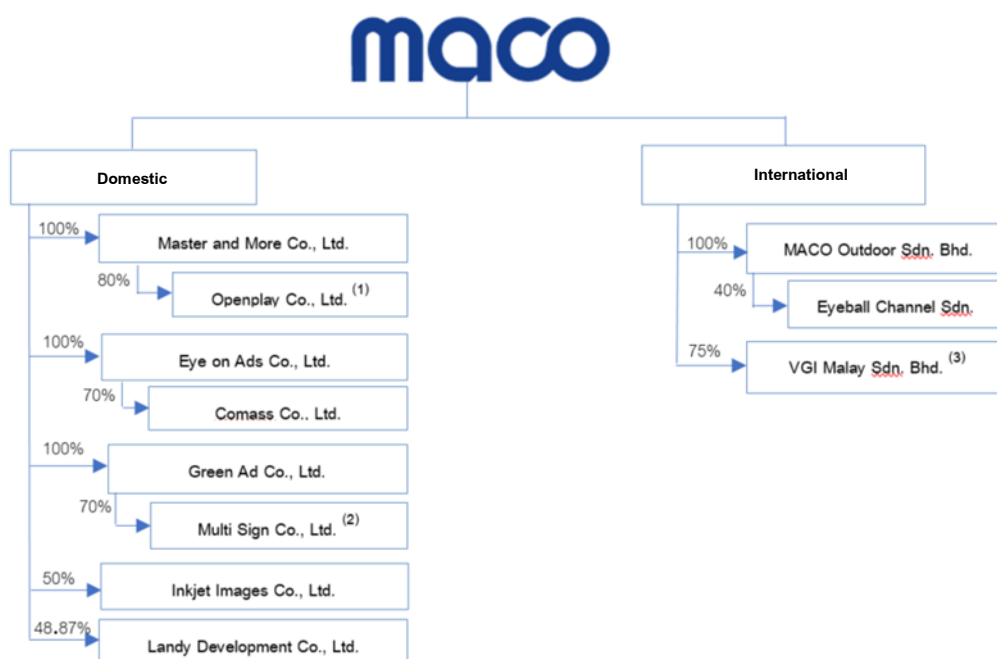 maco
Domestic
100%
Master and More Co., Ltd.
80%
Openplay Co., Ltd. (1)
100%
Eye on Ads Co., Ltd.
70%
Comass Co., Ltd.
100%
Green Ad Co., Ltd.
70%
Multi Sign Co., Ltd. (2)
50%
Inkjet Images Co., Ltd.
48.87%
Landy Development Co., Ltd.
International
100%
MACO Outdoor Sdn. Bhd.
40%
Eyeball Channel Sdn.
75%
VGI Malay Sdn. Bhd. (3)